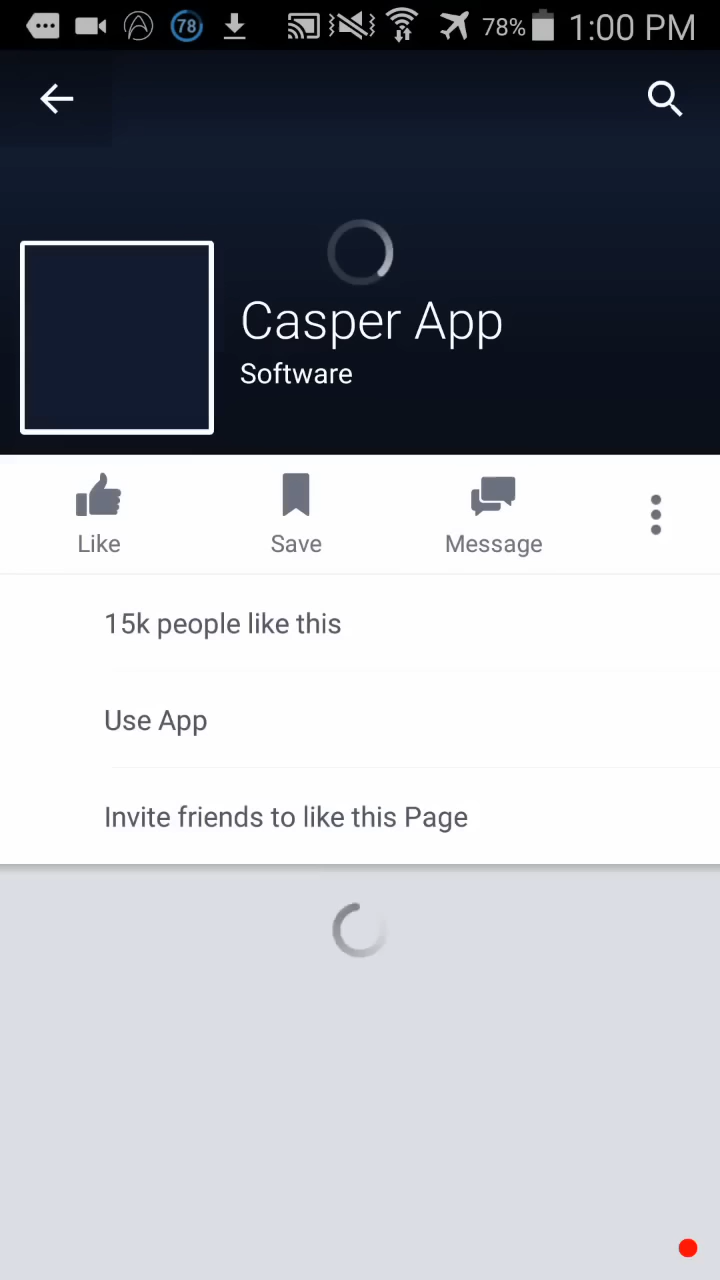 78 78% 1:00 PM
Casper App
Software
Like Save Message
15k people like this
Use App
Invite friends to like this Page